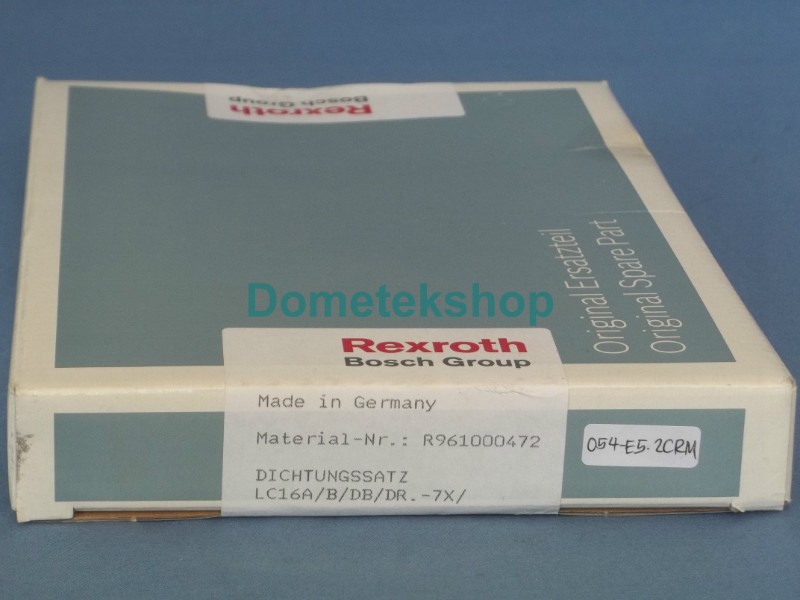 Rexroth
Bosch Group
Original Ersatzteil
Original Spare Part
Dometekshop
Rexroth
Bosch Group
Made in Germany
Material-Nr.: R961000472
DICHTUNGSSATZ
LC16A/B/DB/DR.-7X/
054-E5.2CRM